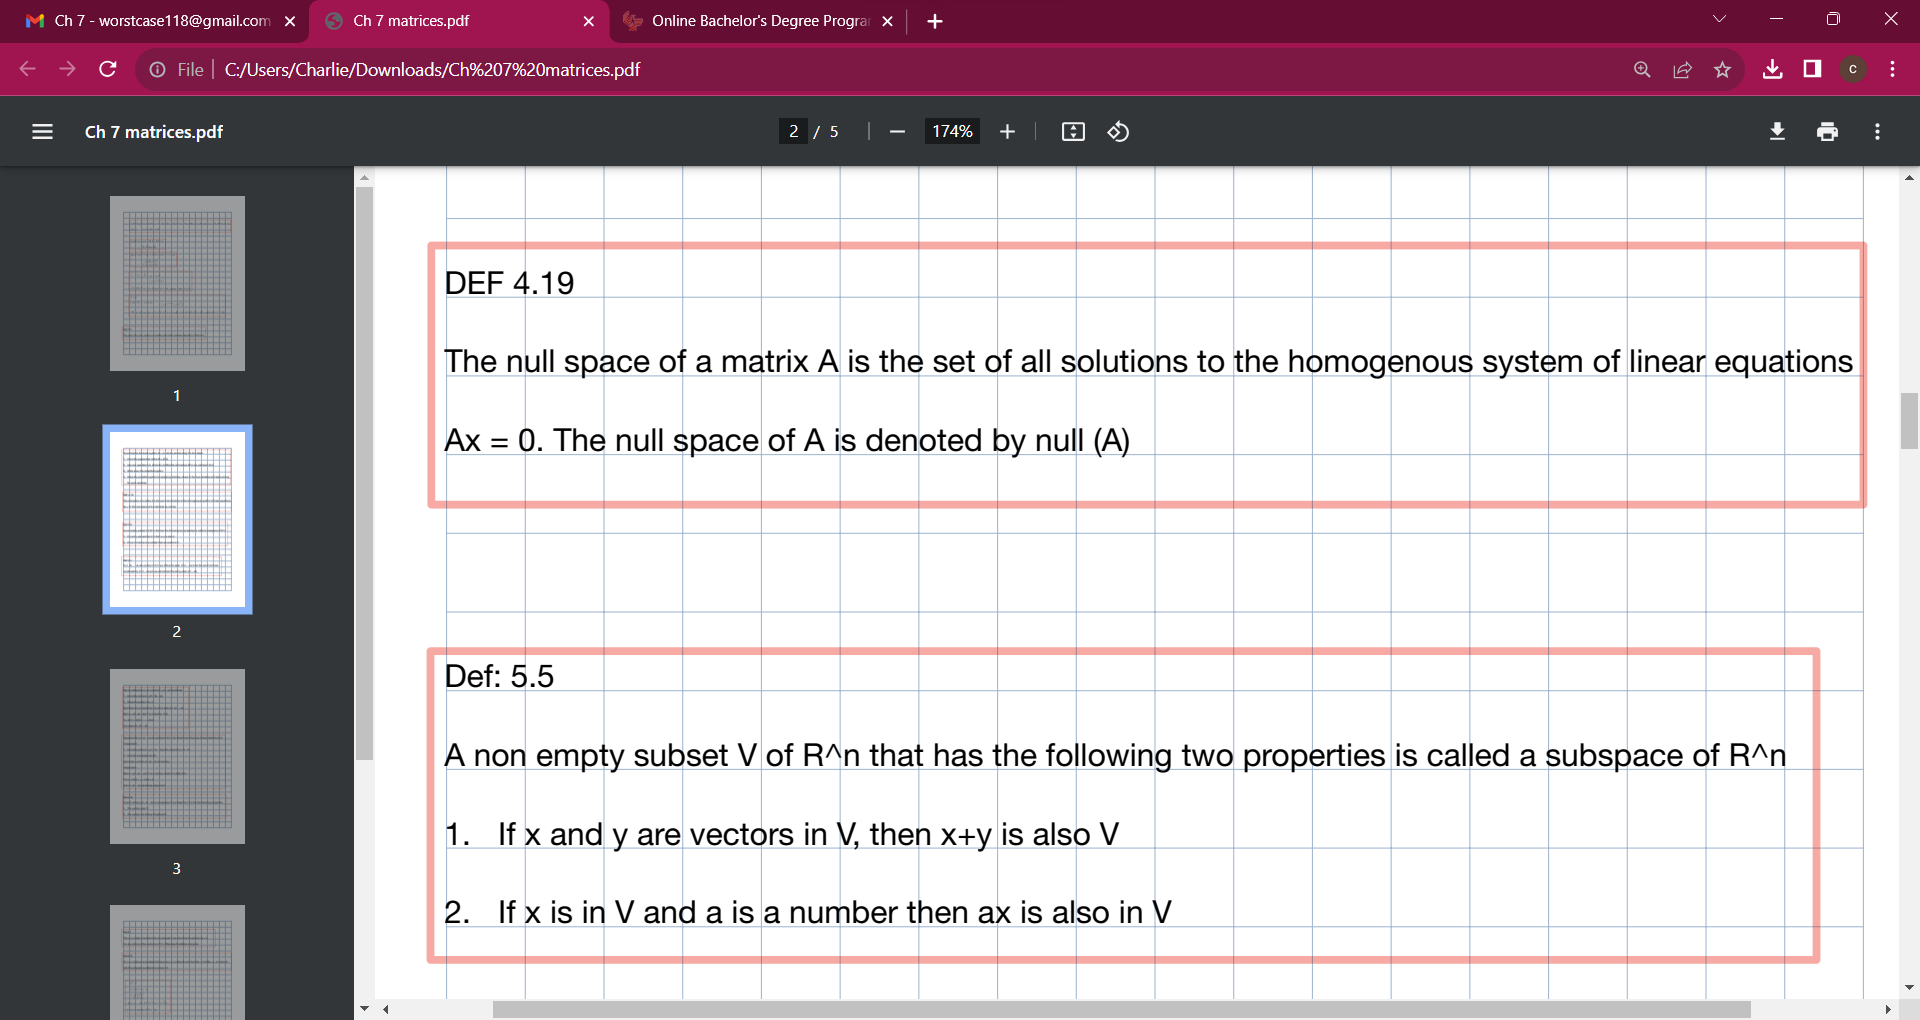 Ch 7 - worstcase118@gmail.com
Ch 7 matrices.pdf
Online Bachelor's Degree Progra
File
C:/Users/Charlie/Downloads/Ch%207%20matrices.pdf
c
Ch 7 matrices.pdf
2 / 5
174%
1
2
3
DEF 4.19
The null space of a matrix A is the set of all solutions to the homogenous system of linear equations
Ax = 0. The null space of A is denoted by null (A)
Def: 5.5
A non empty subset V of R^n that has the following two properties is called a subspace of R^n
1. If x and y are vectors in V, then x+y is also V
2. If x is in V and a is a number then ax is also in V